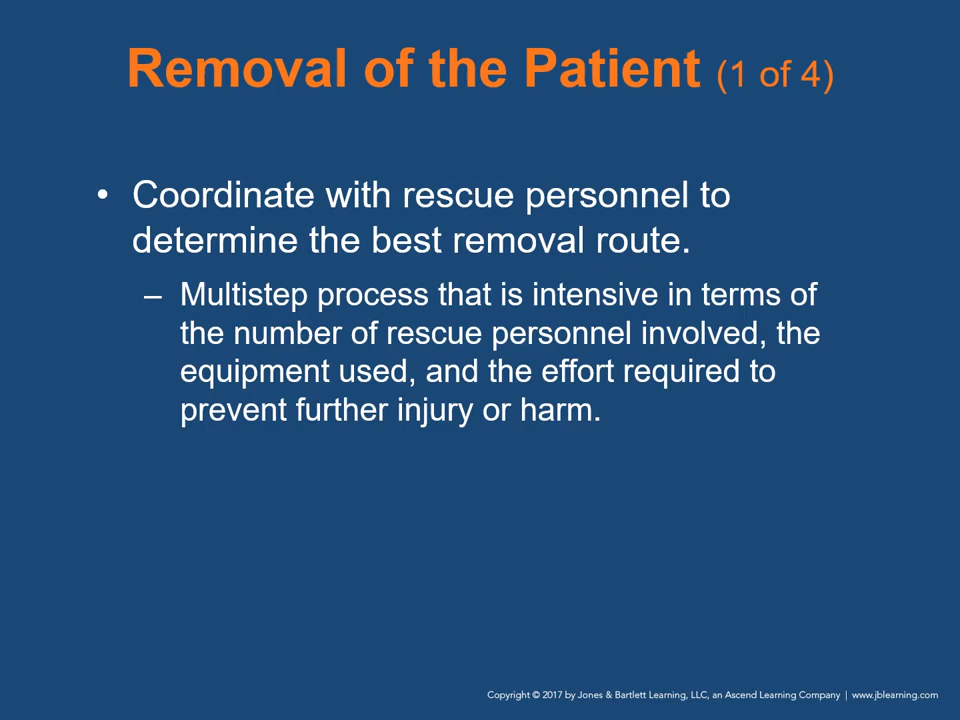 Removal of the Patient (1 of 4)
• Coordinate with rescue personnel to
determine the best removal route.
– Multistep process that is intensive in terms of
the number of rescue personnel involved, the
equipment used, and the effort required to
prevent further injury or harm.
Copyright © 2017 by Jones & Bartlett Learning, LLC, an Ascend Learning Company | www.jblearning.com